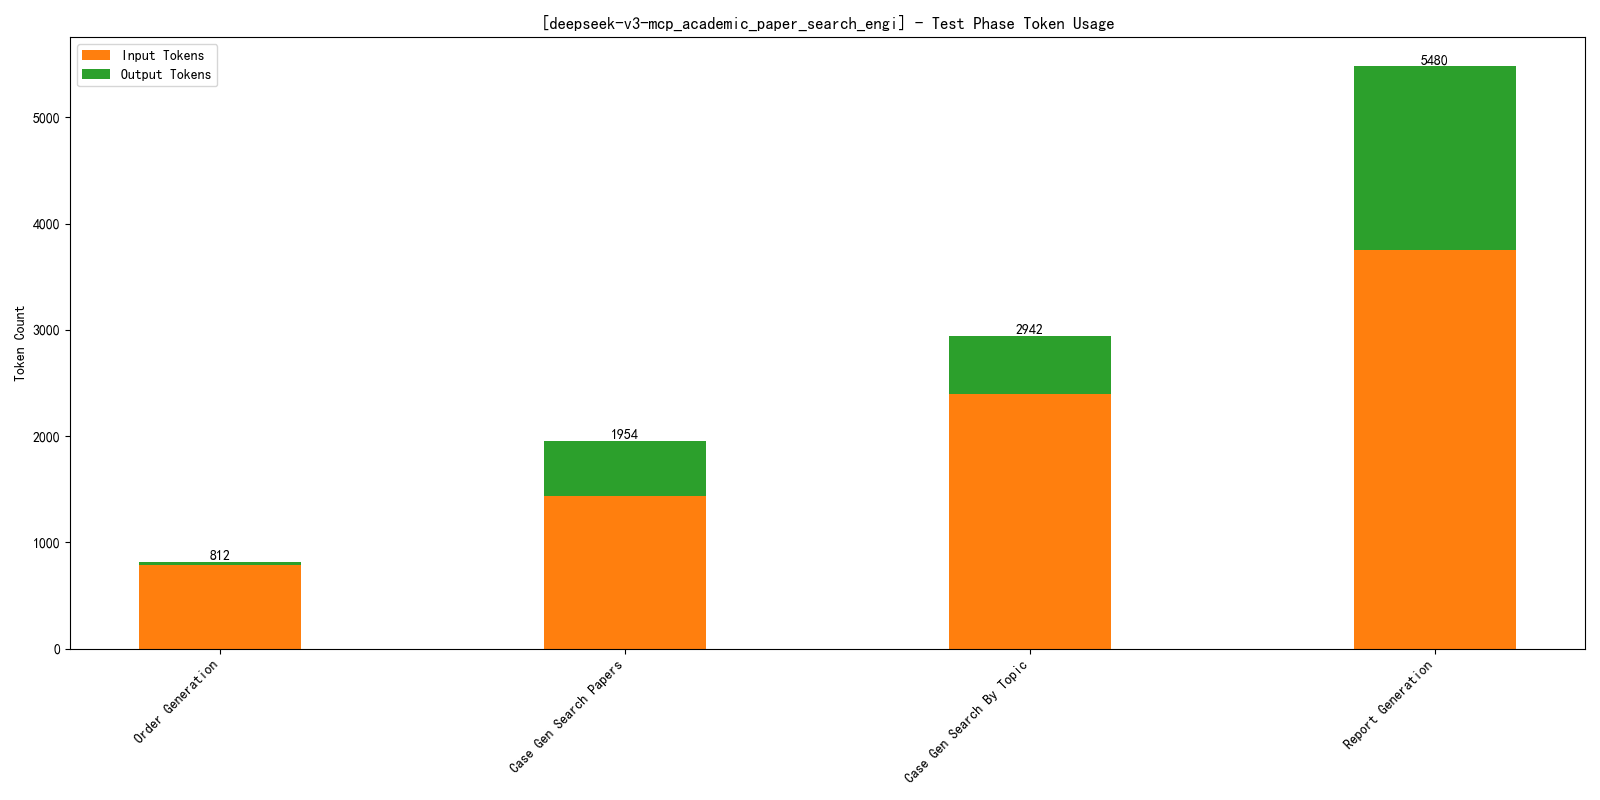 [deepseek-v3-mcp_academic_paper_search_engi] - Test Phase Token Usage
Input Tokens
Output Tokens
5480
2942
1954
812
5000
4000
3000
2000
1000
0
Token Count
Order Generation
Case Gen Search Papers
Case Gen Search By Topic
Report Generation